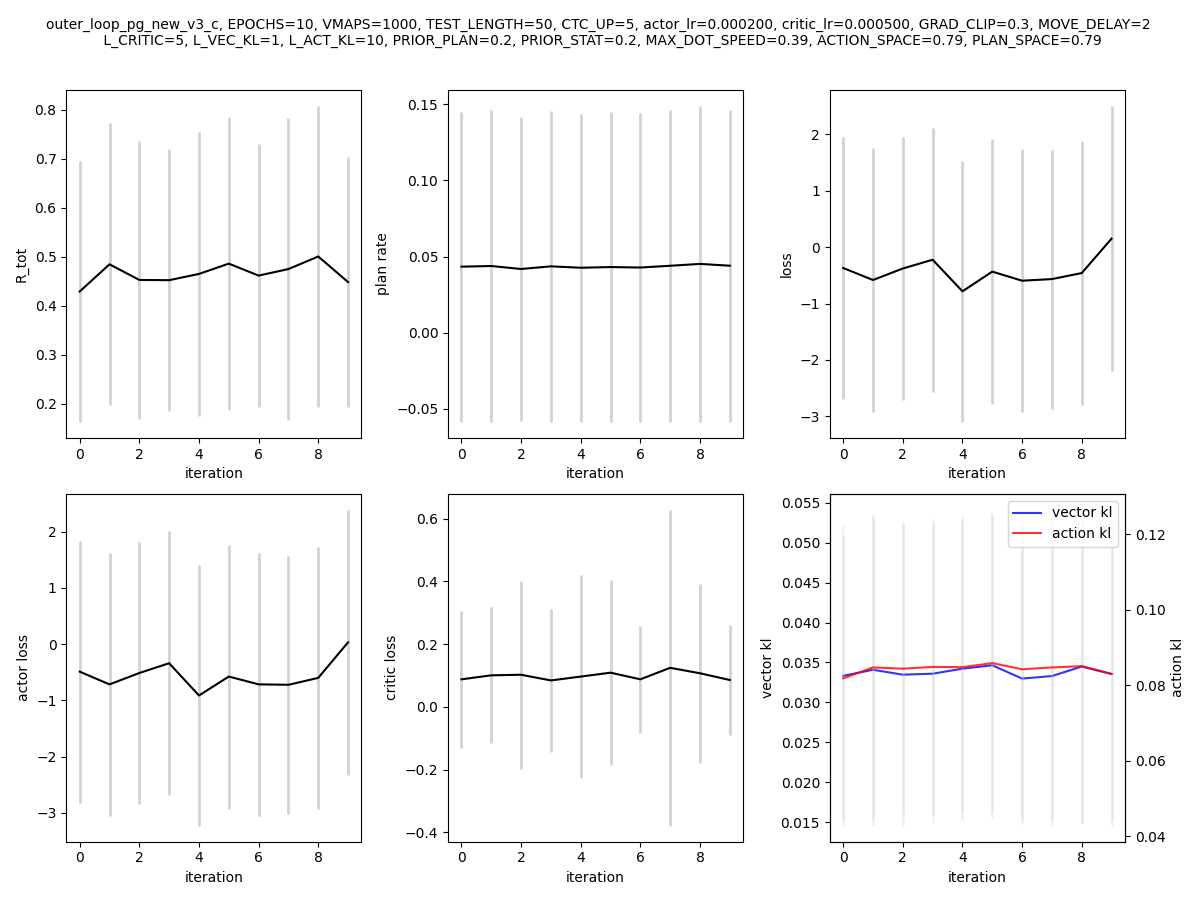 outer_loop_pg_new_v3_c, EPOCHS=10, VMAPS=1000, TEST_LENGTH=50, CTC_UP=5, actor_lr=0.000200, critic_lr=0.000500, GRAD_CLIP=0.3, MOVE_DELAY=2
L_CRITIC=5, L_VEC_KL=1, L_ACT_KL=10, PRIOR_PLAN=0.2, PRIOR_STAT=0.2, MAX_DOT_SPEED=0.39, ACTION_SPACE=0.79, PLAN_SPACE=0.79
R_tot
0.8
0.7
0.6
0.5
0.4
0.3
0.2
0 2 4 6 8
iteration
plan rate
0.15
0.10
0.05
0.00
−0.05
0 2 4 6 8
iteration
loss
2
1
0
−1
−2
−3
0 2 4 6 8
iteration
actor loss
2
1
0
−1
−2
−3
0 2 4 6 8
iteration
critic loss
0.6
0.4
0.2
0.0
−0.2
−0.4
0 2 4 6 8
iteration
vector kl
0.055
0.050
0.045
0.040
0.035
0.030
0.025
0.020
0.015
vector kl
action kl
0 2 4 6 8
iteration
0.12
0.10
0.08
0.06
0.04
action kl